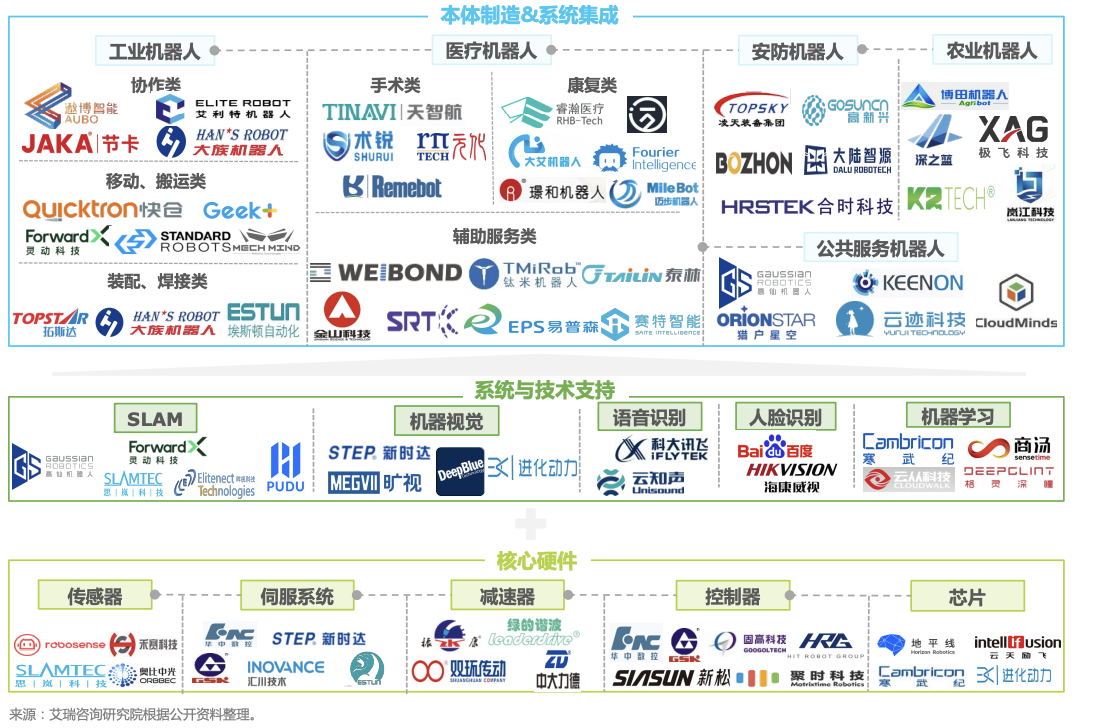 本体制造&系统集成
工业机器人
医疗机器人
安防机器人
农业机器人
协作类
遨博智能
AUBO
ELITE ROBOT
艾利特机器人
JAKA 节卡
HAN*S ROBOT
大族机器人
移动、搬运类
Quicktron快仓
Geek+
ForwardX
灵动科技
STANDARD
ROBOTS
MECH MIND
装配、焊接类
TOPSTAR
拓斯达
HAN*S ROBOT
大族机器人
ESTUN
埃斯顿自动化
手术类
TINAVI|天智航
术锐
SHURUI
TECH
元化
Remebot
康复类
睿瀚医疗
RHB-Tech
大艾机器人
Fourier
Intelligence
璟和机器人
MileBot
迈步机器人
辅助服务类
WEIBOND
TMiRob
钛米机器人
TAILIN 泰林
金山科技
SRT
EPS易普森
赛特智能
SAITE INTELLIGENCE
TOPSKY
凌天装备集团
GOSUNCN
高新兴
BOZHON
大陆智源
DALU ROBOTECH
HRSTEK 合时科技
博田机器人
Agribot
深之蓝
XAG
极飞科技
K2TECH®
岚江科技
LANJIANG TECHNOLOGY
公共服务机器人
GS
GAUSSIAN
ROBOTICS
高仙机器人
KEENON
ORIONSTAR
猎户星空
云迹科技
YUNJI TECHNOLOGY
CloudMinds
系统与技术支持
SLAM
GS
GAUSSIAN
ROBOTICS
高仙机器人
ForwardX
灵动科技
SLAMTEC
思|岚|科|技
Elitenect
Technologies
PUDU
机器视觉
STEP. 新时达
MEGVII 旷视
DeepBlue
Technology
进化动力
语音识别
科大讯飞
iFLYTEK
云知声
Unisound
人脸识别
Bai du 百度
HIKVISION
海康威视
机器学习
Cambricon
寒武纪
商汤
sensetime
云从科技
CLOUDWALK
DEEPGLINT
格灵深瞳
核心硬件
传感器
robosense
禾赛科技
SLAMTEC
思|岚|科|技
奥比中光
ORBBEC
伺服系统
华中数控
STEP. 新时达
GSK
INOVANCE
汇川技术
ESTUN
减速器
振康
绿的谐波
leaderdrive®
双环传动
SHUANGHUAN COMPANY
ZD
中大力德
控制器
华中数控
GSK
固高科技
GOOGOLTECH
HRG
HIT ROBOT GROUP
SIASUN 新松
聚时科技
Matrixtime Robotics
芯片
地平线
Horizon Robotics
intellifusion
云天励飞
Cambricon
寒武纪
进化动力
来源：艾瑞咨询研究院根据公开资料整理。